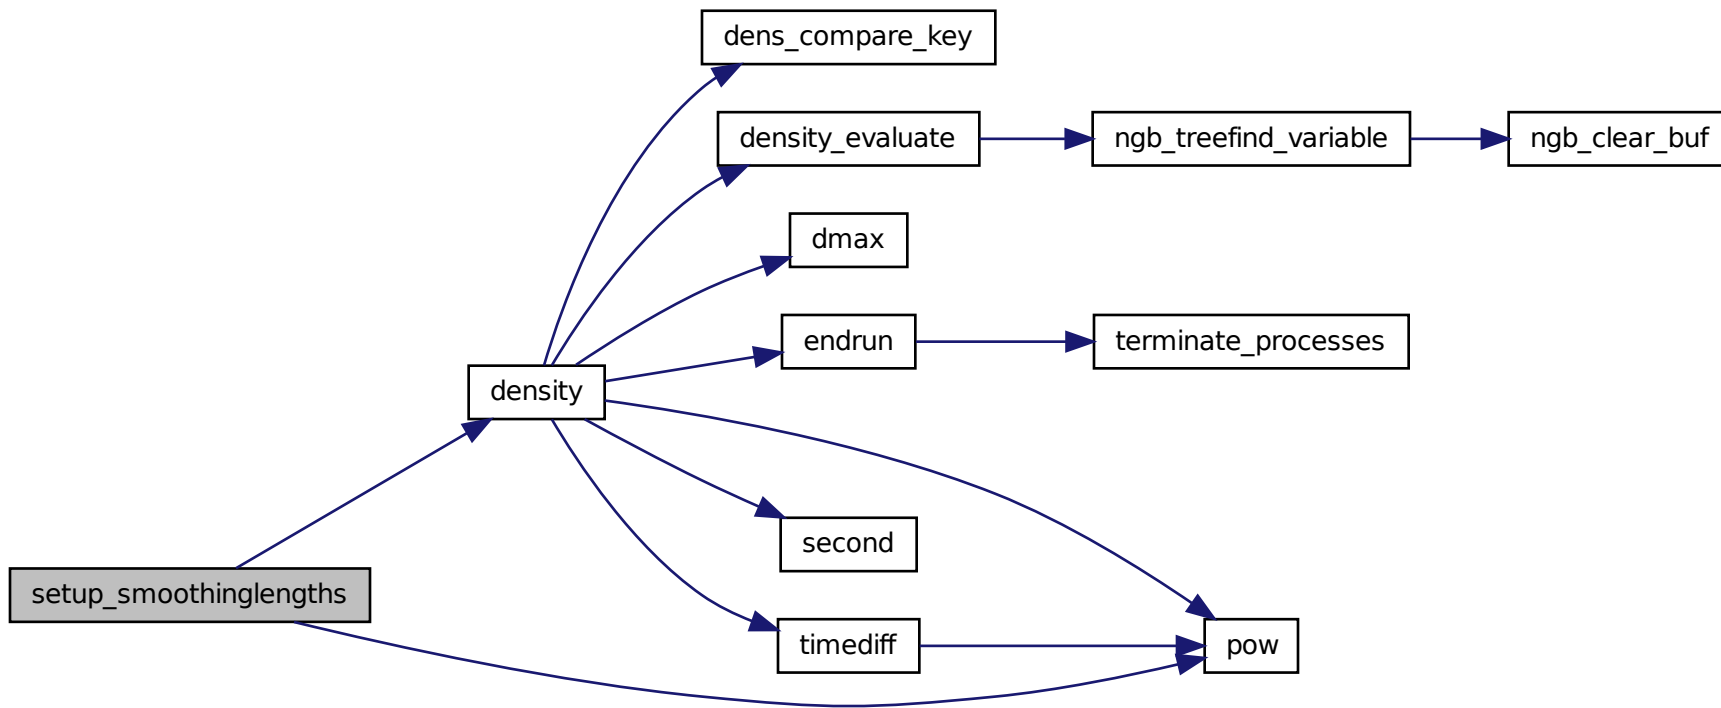 dens_compare_key
density_evaluate
ngb_treefind_variable
ngb_clear_buf
dmax
endrun
terminate_processes
density
second
setup_smoothinglengths
timediff
pow